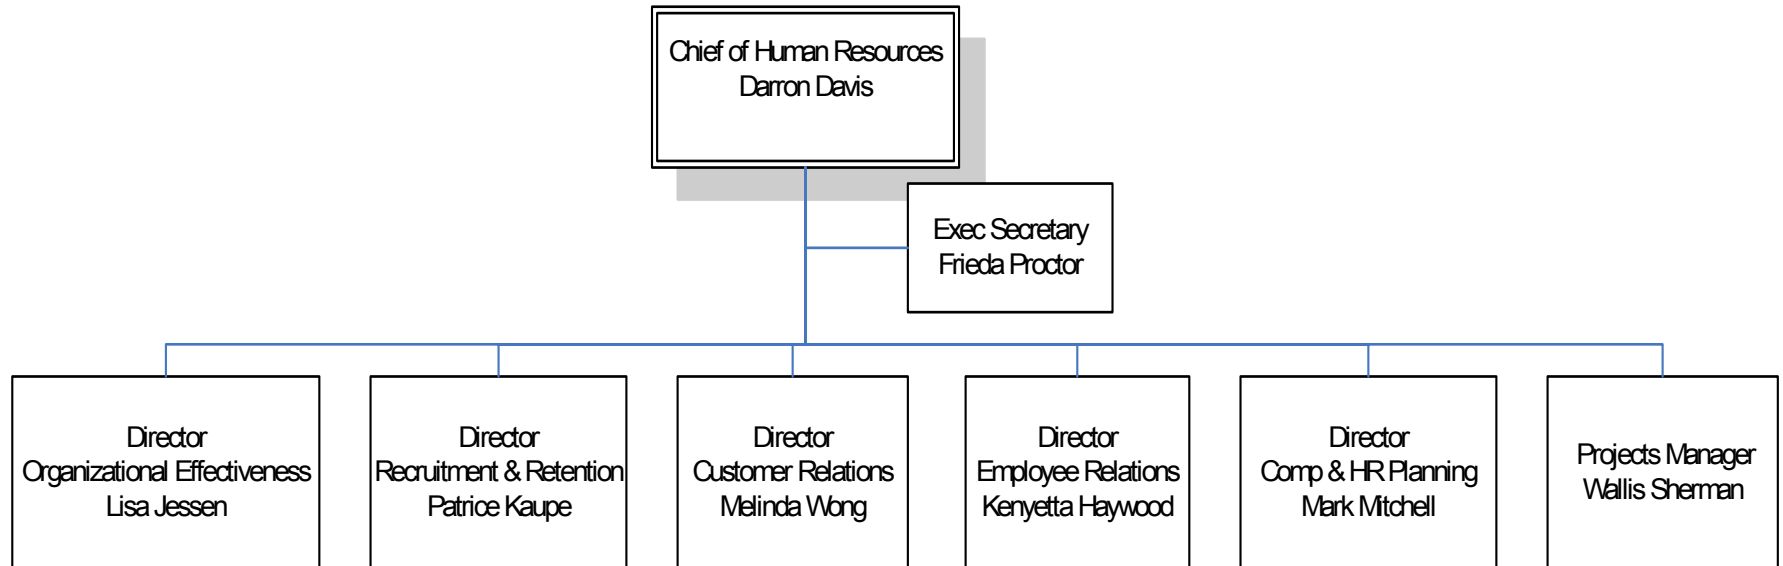 Chief of Human Resources
Darron Davis
Exec Secretary
Frieda Proctor
Director
Organizational Effectiveness
Lisa Jessen
Director
Recruitment & Retention
Patrice Kaupe
Director
Customer Relations
Melinda Wong
Director
Employee Relations
Kenyetta Haywood
Director
Comp & HR Planning
Mark Mitchell
Projects Manager
Wallis Sherman